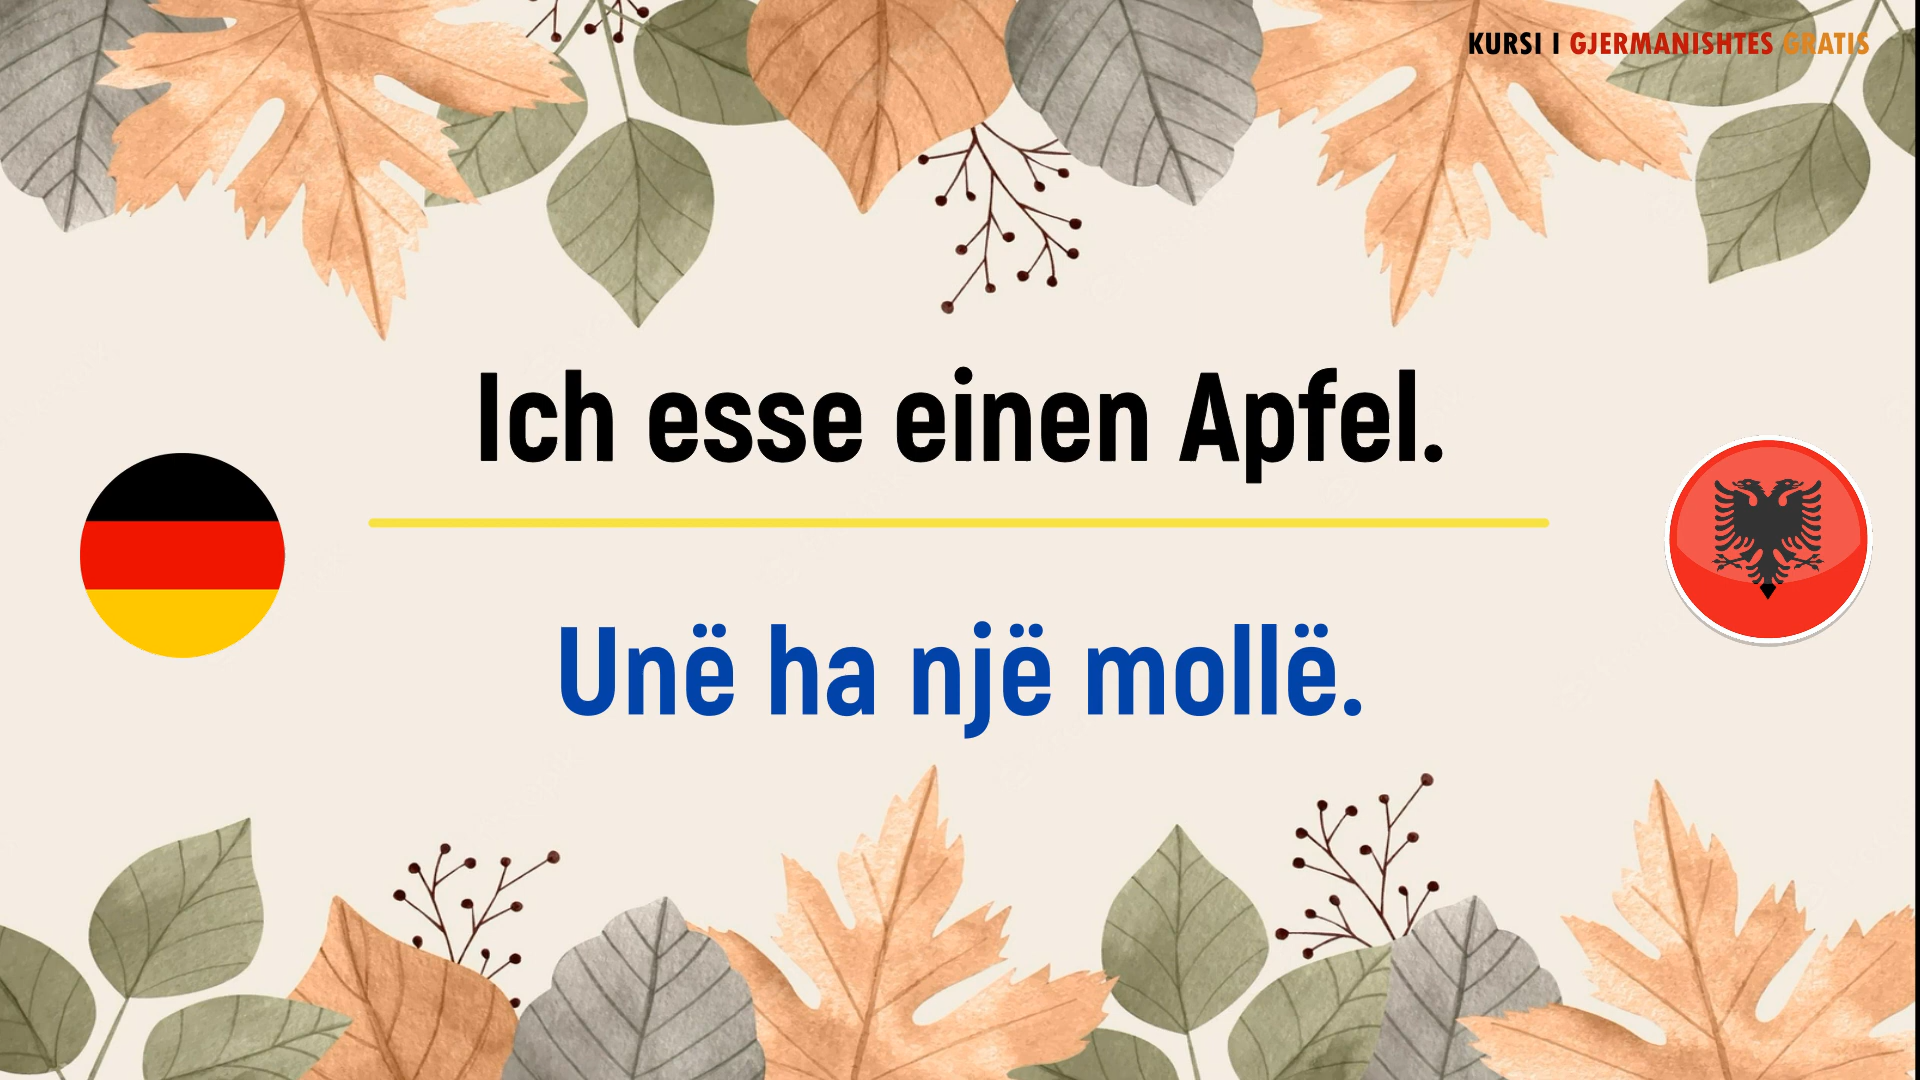 KURSI I GJERMANISHTES GRATIS
Ich esse einen Apfel.
Unë ha një mollë.